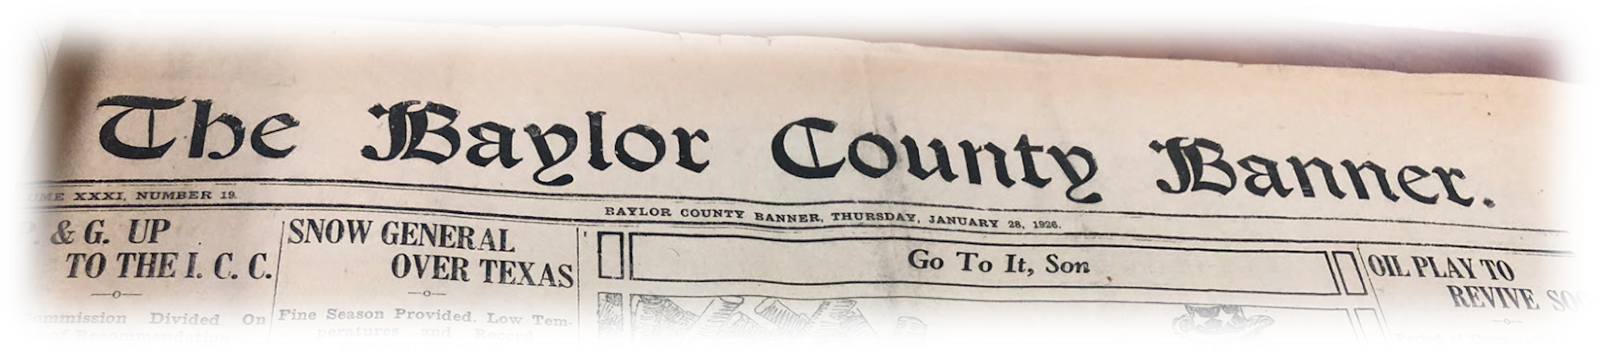 The Baylor County Banner.
XXXI, NUMBER 19.
BAYLOR COUNTY BANNER, THURSDAY, JANUARY 28, 1926.
& G. UP
TO THE I. C. C.
Divided On
SNOW GENERAL
OVER TEXAS
Fine Season Provided. Low Tem-
peratures and Record
Go To It, Son
OIL PLAY TO
REVIVE